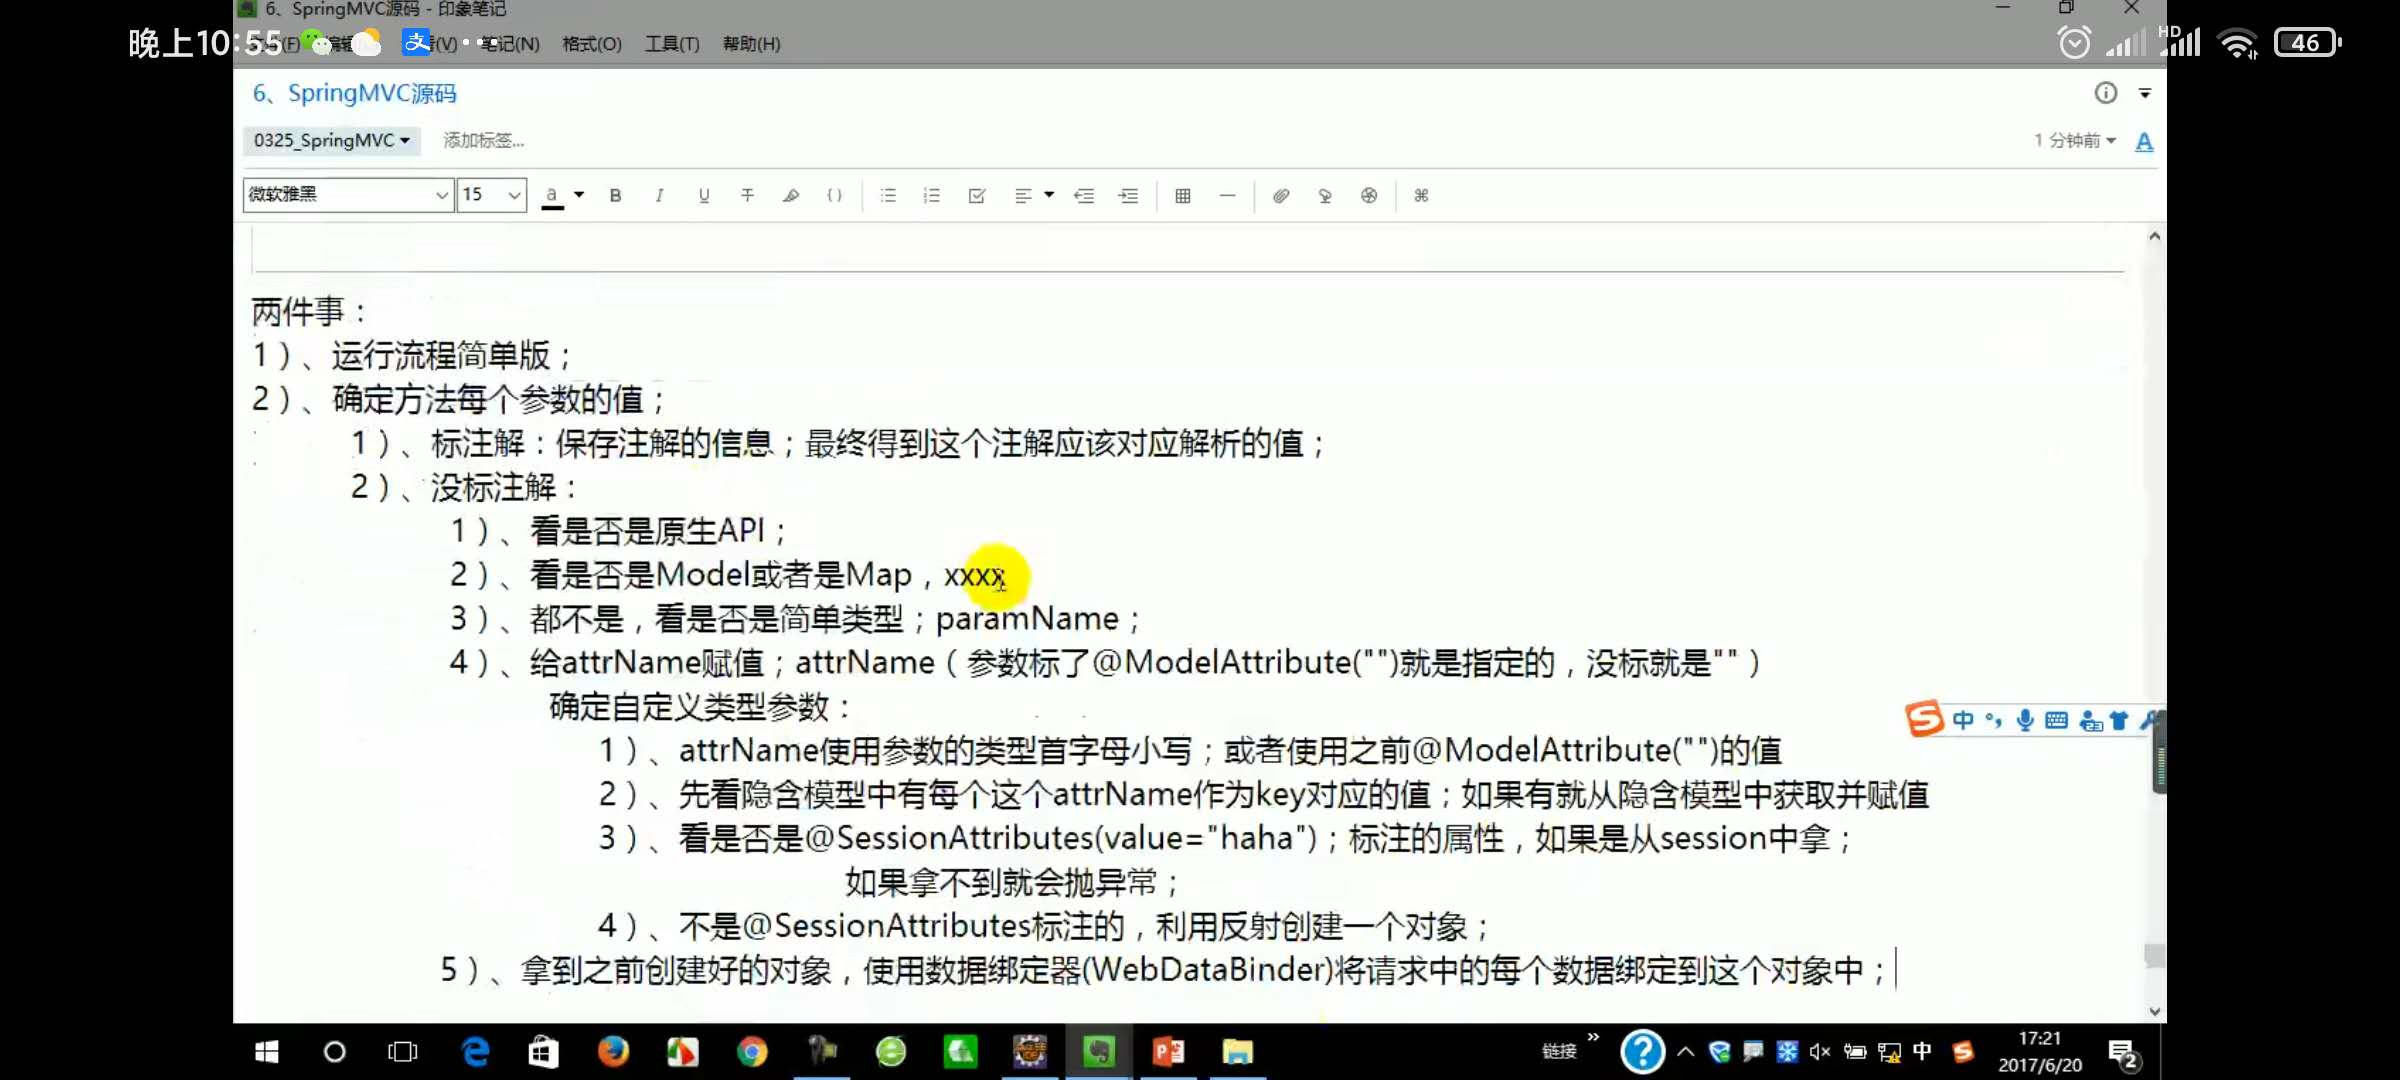 6、SpringMVC源码 - 印象笔记
晚上10:55
(F) 编辑 (V) 笔记(N) 格式(O) 工具(T) 帮助(H)
HD
46
6、SpringMVC源码
0325_SpringMVC 添加标签... 1 分钟前
微软雅黑 15
两件事：
1）、运行流程简单版；
2）、确定方法每个参数的值；
1）、标注解：保存注解的信息；最终得到这个注解应该对应解析的值；
2）、没标注解：
1）、看是否是原生API；
2）、看是否是Model或者是Map，xxxx
3）、都不是，看是否是简单类型；paramName；
4）、给attrName赋值；attrName（参数标了@ModelAttribute("")就是指定的，没标就是""）
确定自定义类型参数：
1）、attrName使用参数的类型首字母小写；或者使用之前@ModelAttribute("")的值
2）、先看隐含模型中有每个这个attrName作为key对应的值；如果有就从隐含模型中获取并赋值
3）、看是否是@SessionAttributes(value="haha")；标注的属性，如果是从session中拿；
如果拿不到就会抛异常；
4）、不是@SessionAttributes标注的，利用反射创建一个对象；
5）、拿到之前创建好的对象，使用数据绑定器(WebDataBinder)将请求中的每个数据绑定到这个对象中；
中
链接
中
17:21
2017/6/20
2